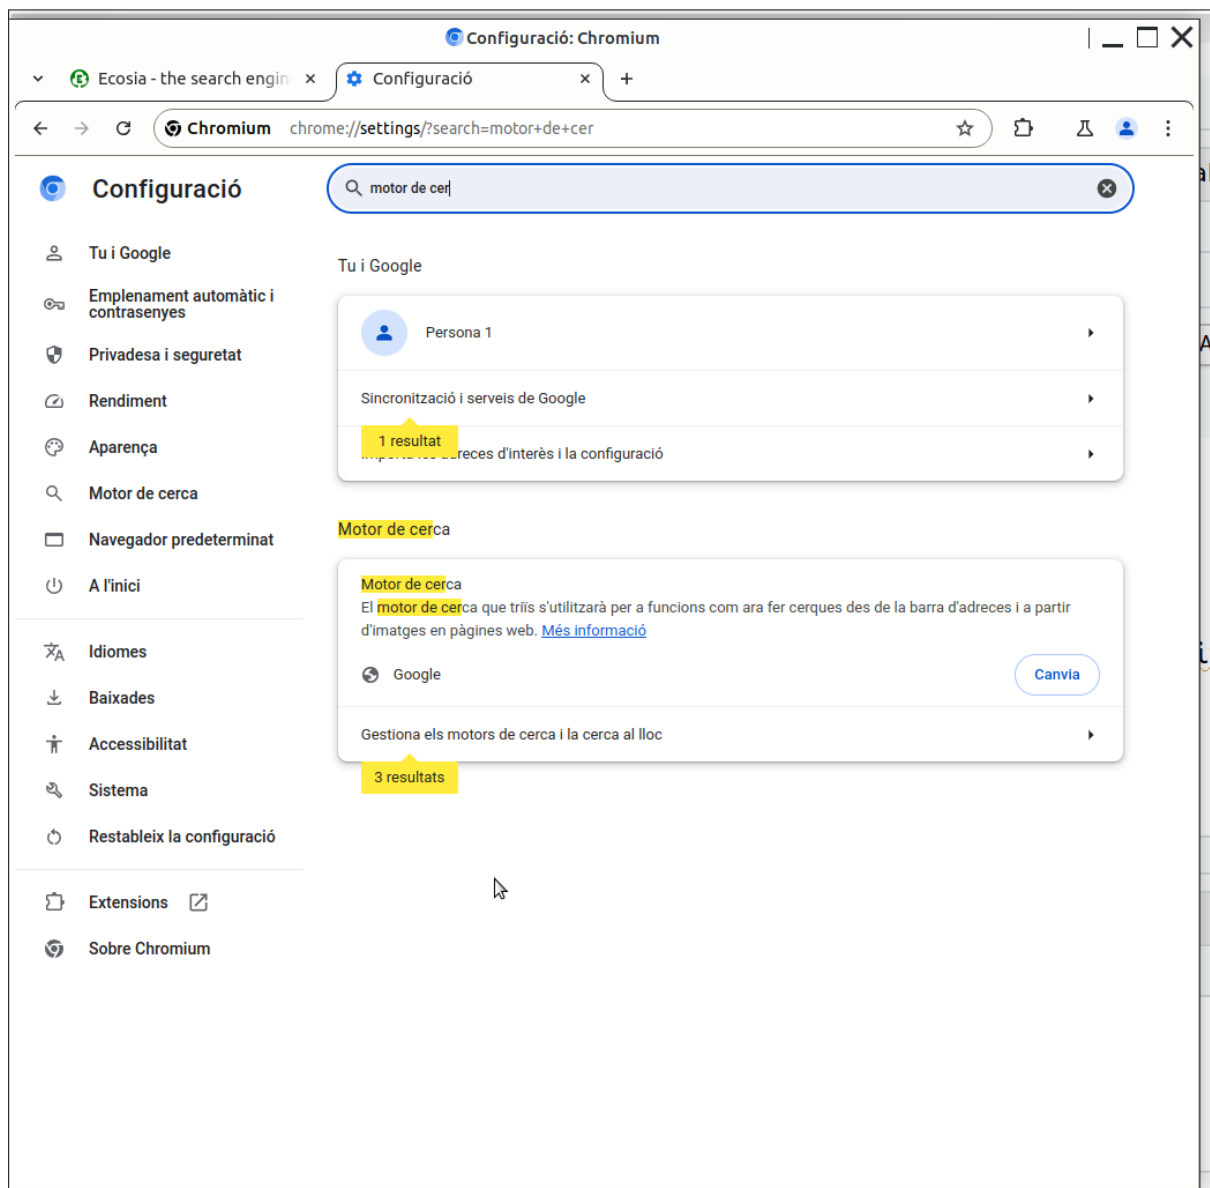 Configuració: Chromium
Ecosia - the search engin
Configuració
Chromium chrome://settings/?search=motor+de+cer
Configuració
motor de cer
Tu i Google
Emplenament automàtic i
contrasenyes
Privadesa i seguretat
Rendiment
Aparença
Motor de cerca
Navegador predeterminat
A l'inici
Idiomes
Baixades
Accessibilitat
Sistema
Restableix la configuració
Extensions
Sobre Chromium
Tu i Google
Persona 1
Sincronització i serveis de Google
1 resultat
d'interès i la configuració
Motor de cerca
Motor de cerca
El motor de cerca que triïs s'utilitzarà per a funcions com ara fer cerques des de la barra d'adreces i a partir
d'imatges en pàgines web. Més informació
Google
Canvia
Gestiona els motors de cerca i la cerca al lloc
3 resultats